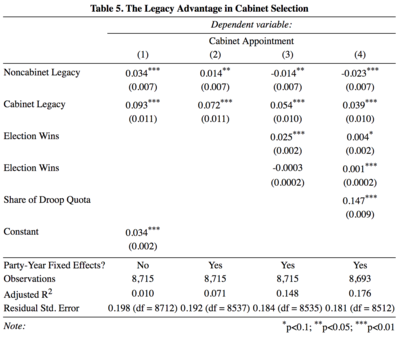 Table 5. The Legacy Advantage in Cabinet Selection
Dependent variable:
Cabinet Appointment
(1) (2) (3) (4)
Noncabinet Legacy 0.034*** 0.014** -0.014** -0.023***
(0.007) (0.007) (0.007) (0.007)
Cabinet Legacy 0.093*** 0.072*** 0.054*** 0.039***
(0.011) (0.011) (0.010) (0.010)
Election Wins 0.025*** 0.004*
(0.002) (0.002)
Election Wins -0.0003 0.001***
(0.0002) (0.0002)
Share of Droop Quota 0.147***
(0.009)
Constant 0.034***
(0.002)
Party-Year Fixed Effects? No Yes Yes Yes
Observations 8,715 8,715 8,715 8,693
Adjusted R2 0.010 0.071 0.148 0.176
Residual Std. Error 0.198 (df = 8712) 0.192 (df = 8537) 0.184 (df = 8535) 0.181 (df = 8512)
Note: *p<0.1; **p<0.05; ***p<0.01